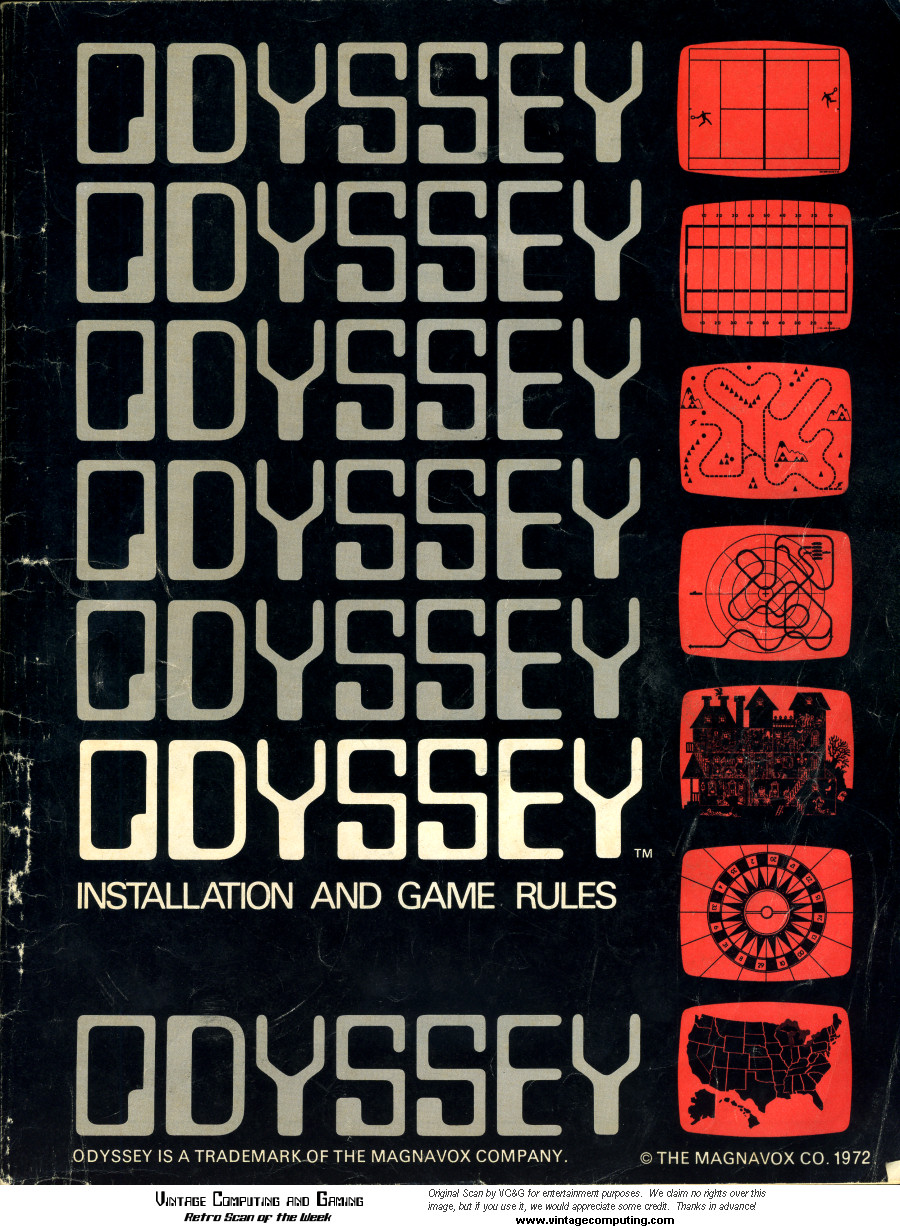 ODYSSEY
ODYSSEY
ODYSSEY
ODYSSEY
ODYSSEY
ODYSSEY™
INSTALLATION AND GAME RULES
ODYSSEY
ODYSSEY IS A TRADEMARK OF THE MAGNAVOX COMPANY.
© THE MAGNAVOX CO. 1972
VINTAGE COMPUTING AND GAMING
Retro Scan of the Week
Original Scan by VC&G for entertainment purposes. We claim no rights over this
image, but if you use it, we would appreciate some credit. Thanks in advance!
www.vintagecomputing.com